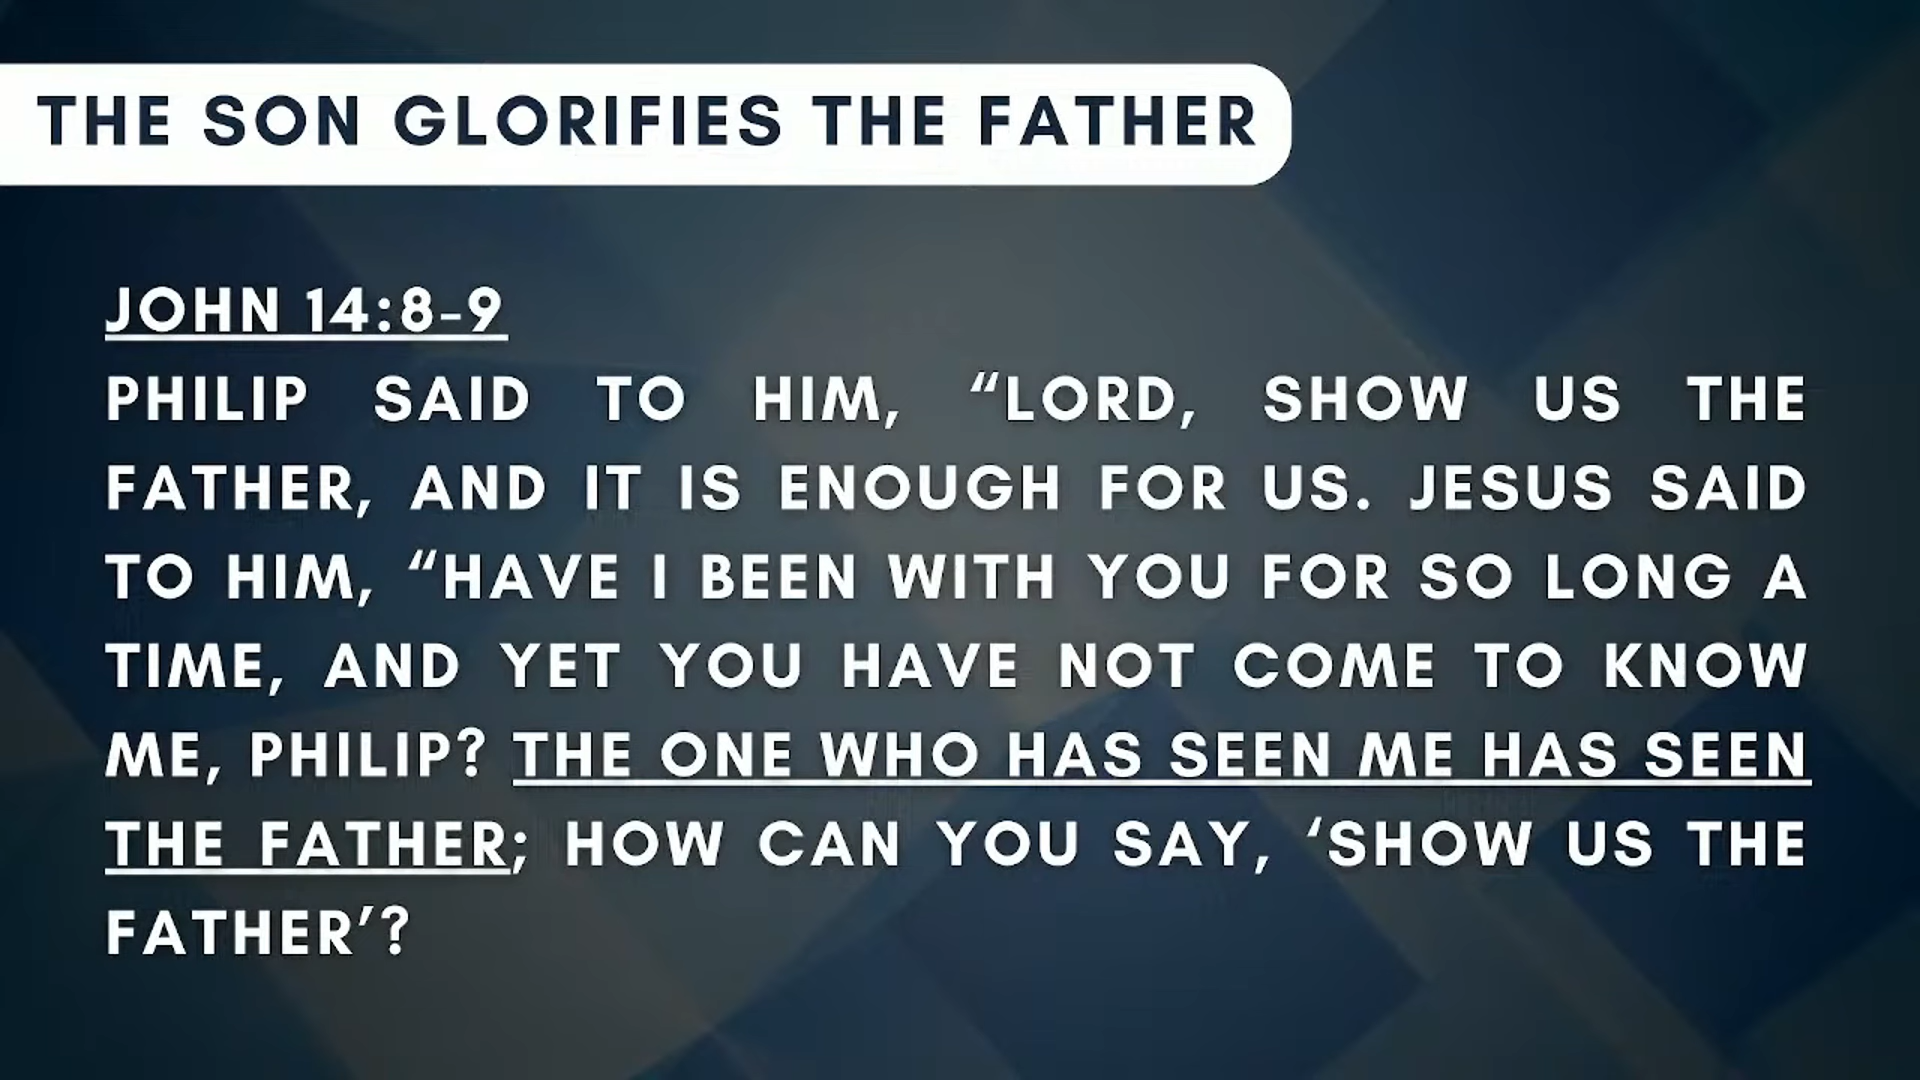 THE SON GLORIFIES THE FATHER
JOHN 14:8-9
PHILIP SAID TO HIM, “LORD, SHOW US THE
FATHER, AND IT IS ENOUGH FOR US. JESUS SAID
TO HIM, “HAVE I BEEN WITH YOU FOR SO LONG A
TIME, AND YET YOU HAVE NOT COME TO KNOW
ME, PHILIP? THE ONE WHO HAS SEEN ME HAS SEEN
THE FATHER; HOW CAN YOU SAY, ‘SHOW US THE
FATHER’?